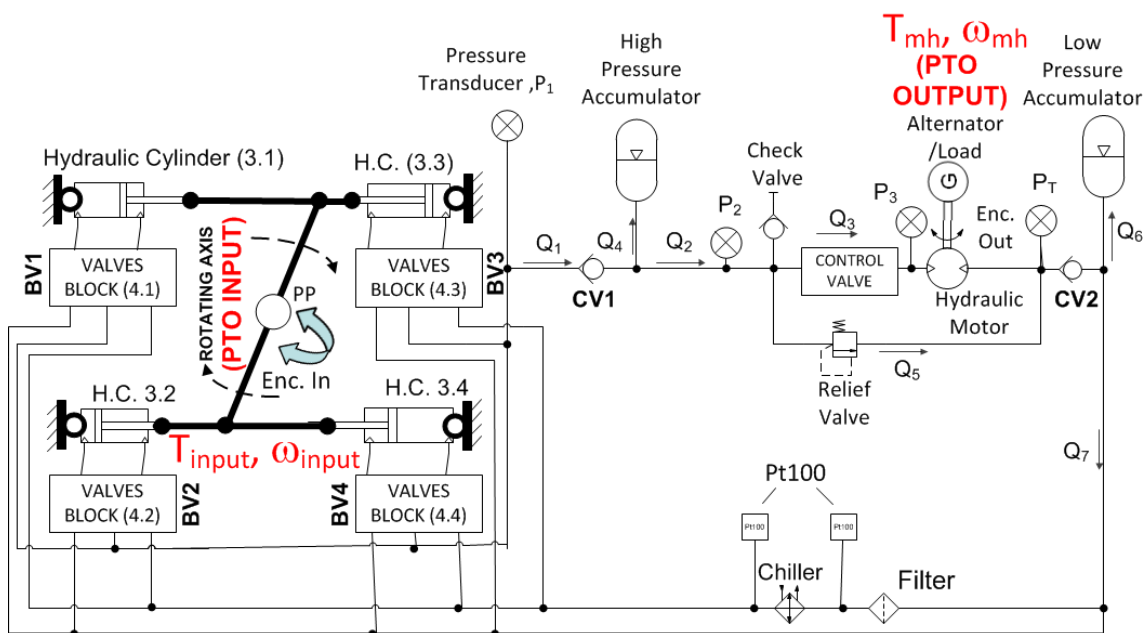 Pressure
Transducer ,P1
High
Pressure
Accumulator
Tmh, ωmh
(PTO
OUTPUT)
Alternator
/Load
Low
Pressure
Accumulator
Hydraulic Cylinder (3.1)
H.C. (3.3)
Check
Valve
G
P2
Q3
P3
Enc.
Out
PT
Q1
Q4
Q2
Q6
BV1
VALVES
BLOCK (4.1)
ROTATING AXIS
(PTO INPUT)
PP
VALVES
BLOCK (4.3)
BV3
CV1
CONTROL
VALVE
Hydraulic
Motor
CV2
Enc. In
Relief
Valve
Q5
H.C. 3.2
H.C. 3.4
Tinput, ωinput
VALVES
BLOCK (4.2)
BV2
BV4
VALVES
BLOCK (4.4)
Q7
Pt100
Pt100
Pt100
Chiller
Filter